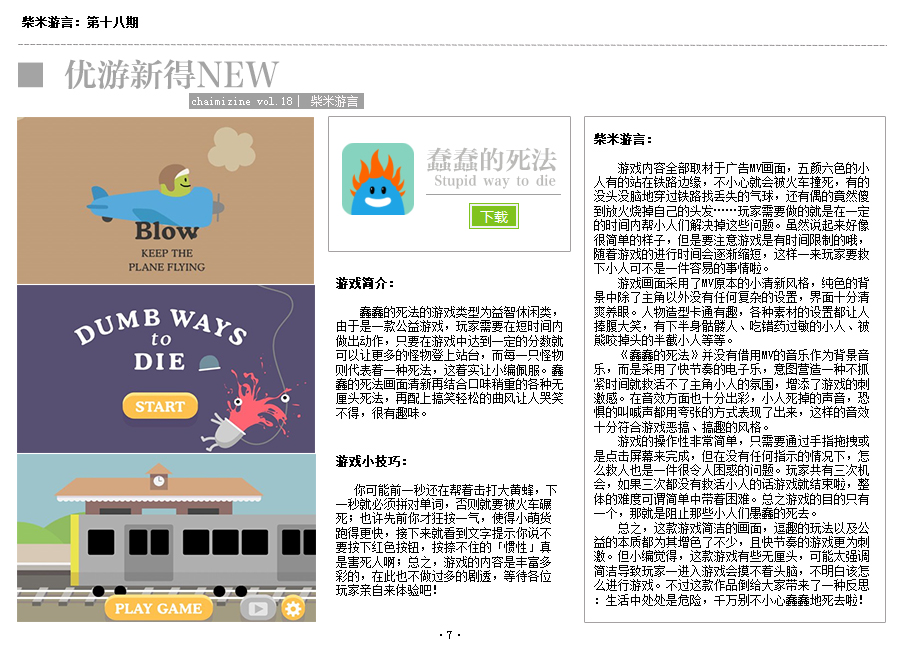 柴米游言：第十八期
优游新得NEW
chaimizine vol.18| 柴米游言
Blow
KEEP THE
PLANE FLYING
DUMB WAYS
to
DIE
START
PLAY GAME
蠢蠢的死法
Stupid way to die
下载
游戏简介：
蠢蠢的死法的游戏类型为益智休闲类，
由于是一款公益游戏，玩家需要在短时间内
做出动作，只要在游戏中达到一定的分数就
可以让更多的怪物登上站台，而每一只怪物
则代表着一种死法，这着实让小编佩服。蠢
蠢的死法画面清新再结合口味稍重的各种无
厘头死法，再配上搞笑轻松的曲风让人哭笑
不得，很有趣味。
游戏小技巧：
你可能前一秒还在帮着击打大黄蜂，下
一秒就必须拼对单词，否则就要被火车碾
死；也许先前你才狂按一气，使得小萌货
跑得更快，接下来就看到文字提示你说不
要按下红色按钮，按捺不住的「惯性」真
是害死人啊；总之，游戏的内容是丰富多
彩的，在此也不做过多的剧透，等待各位
玩家亲自来体验吧！
柴米游言：
游戏内容全部取材于广告MV画面，五颜六色的小
人有的站在铁路边缘，不小心就会被火车撞死，有的
没头没脑地穿过铁路找丢失的气球，还有偶的竟然傻
到放火烧掉自己的头发……玩家需要做的就是在一定
的时间内帮小人们解决掉这些问题。虽然说起来好像
很简单的样子，但是要注意游戏是有时间限制的哦，
随着游戏的进行时间会逐渐缩短，这样一来玩家要救
下小人可不是一件容易的事情啦。
游戏画面采用了MV原本的小清新风格，纯色的背
景中除了主角以外没有任何复杂的设置，界面十分清
爽养眼。人物造型卡通有趣，各种素材的设置都让人
捧腹大笑，有下半身骷髅人、吃错药过敏的小人、被
能咬掉头的半截小人等等。
《蠢蠢的死法》并没有借用MV的音乐作为背景音
乐，而是采用了快节奏的电子乐，意图营造一种不抓
紧时间就救活不了主角小人的氛围，增添了游戏的刺
激感。在音效方面也十分出彩，小人死掉的声音，恐
惧的叫喊声都用夸张的方式表现了出来，这样的音效
十分符合游戏恶搞、搞趣的风格。
游戏的操作性非常简单，只需要通过手指拖拽或
是点击屏幕来完成，但在没有任何指示的情况下，怎
么救人也是一件很令人困惑的问题。玩家共有三次机
会，如果三次都没有救活小人的话游戏就结束啦，整
体的难度可谓简单中带着困难。总之游戏的目的只有
一个，那就是阻止那些小人们愚蠢的死去。
总之，这款游戏简洁的画面，逗趣的玩法以及公
益的本质都为其增色了不少，且快节奏的游戏更为刺
激。但小编觉得，这款游戏有些无厘头，可能太强调
简洁导致玩家一进入游戏会摸不着头脑，不明白该怎
么进行游戏。不过这款作品倒给大家带来了一种反思
：生活中处处是危险，千万别不小心蠢蠢地死去啦！
·7·